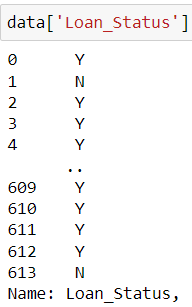 data['Loan_Status']
0 Y
1 N
2 Y
3 Y
4 Y
..
609 Y
610 Y
611 Y
612 Y
613 N
Name: Loan_Status,